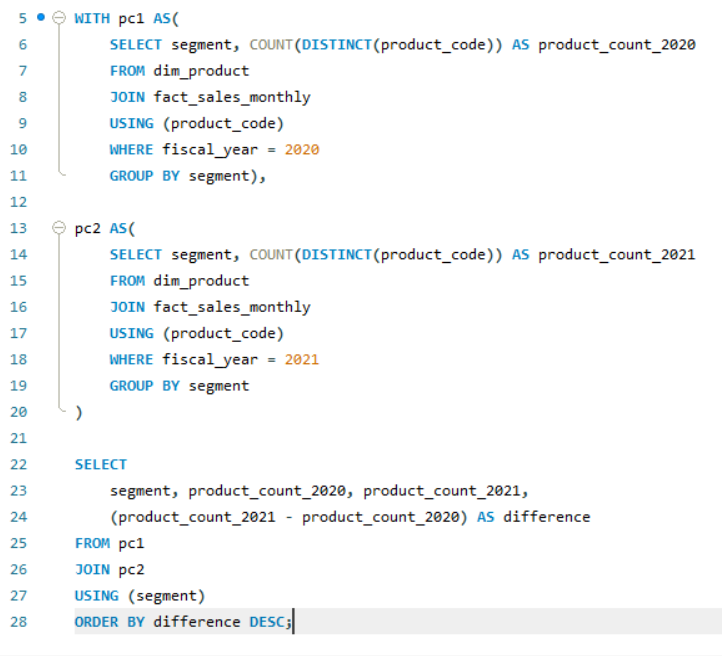 5 WITH pc1 AS(
6 SELECT segment, COUNT(DISTINCT(product_code)) AS product_count_2020
7 FROM dim_product
8 JOIN fact_sales_monthly
9 USING (product_code)
10 WHERE fiscal_year = 2020
11 GROUP BY segment),
12
13 pc2 AS(
14 SELECT segment, COUNT(DISTINCT(product_code)) AS product_count_2021
15 FROM dim_product
16 JOIN fact_sales_monthly
17 USING (product_code)
18 WHERE fiscal_year = 2021
19 GROUP BY segment
20 )
21
22 SELECT
23 segment, product_count_2020, product_count_2021,
24 (product_count_2021 - product_count_2020) AS difference
25 FROM pc1
26 JOIN pc2
27 USING (segment)
28 ORDER BY difference DESC;